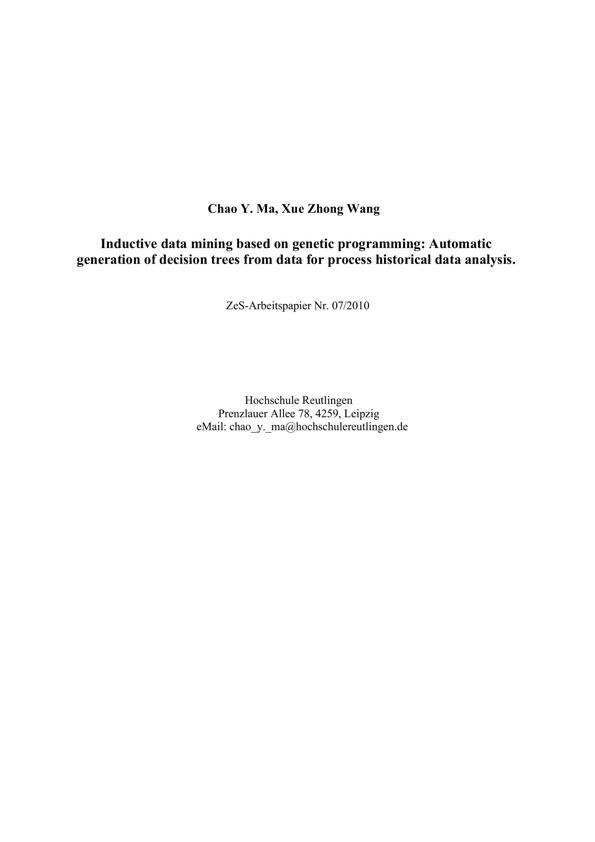 Chao Y. Ma, Xue Zhong Wang
Inductive data mining based on genetic programming: Automatic
generation of decision trees from data for process historical data analysis.
ZeS-Arbeitspapier Nr. 07/2010
Hochschule Reutlingen
Prenzlauer Allee 78, 4259, Leipzig
eMail: chao_y._ma@hochschulereutlingen.de